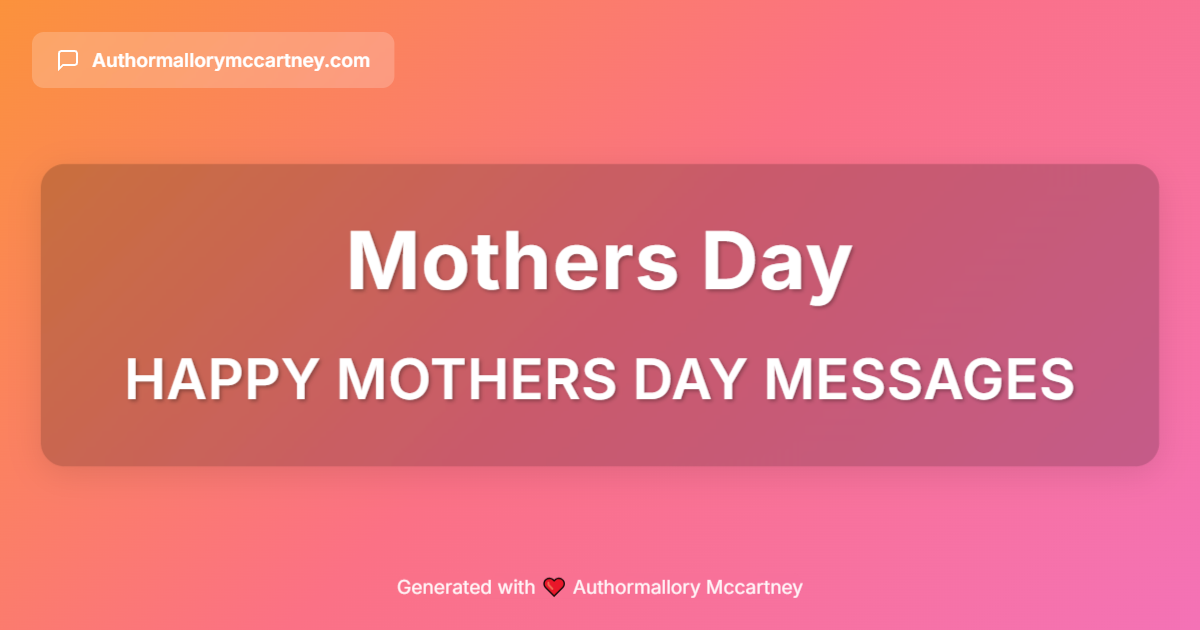 Authormallorymccartney.com
Mothers Day
HAPPY MOTHERS DAY MESSAGES
Generated with ❤️ Authormallory Mccartney